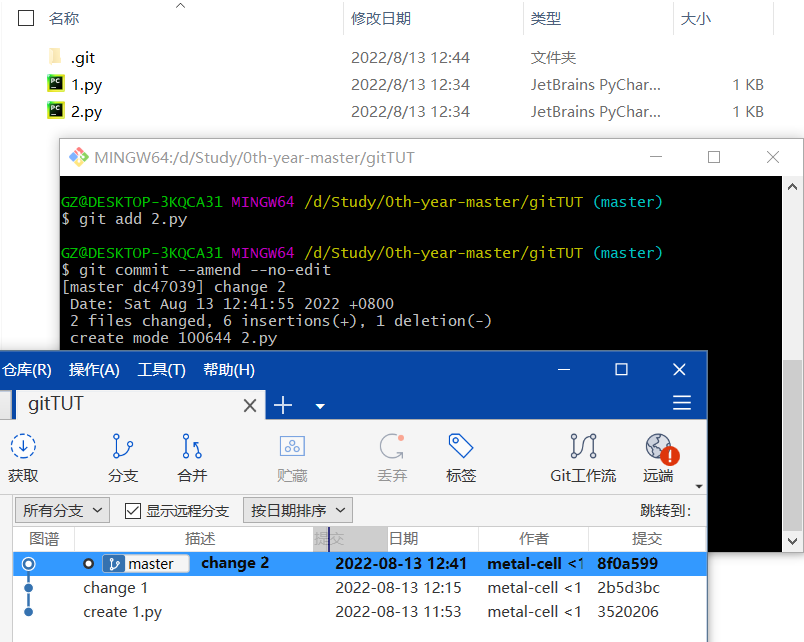 名称 修改日期 类型 大小
.git 2022/8/13 12:44 文件夹
1.py 2022/8/13 12:34 JetBrains PyChar... 1 KB
2.py 2022/8/13 12:34 JetBrains PyChar... 1 KB
MINGW64:/d/Study/0th-year-master/gitTUT
GZ@DESKTOP-3KQCA31 MINGW64 /d/Study/0th-year-master/gitTUT (master)
$ git add 2.py
GZ@DESKTOP-3KQCA31 MINGW64 /d/Study/0th-year-master/gitTUT (master)
$ git commit --amend --no-edit
[master dc47039] change 2
Date: Sat Aug 13 12:41:55 2022 +0800
2 files changed, 6 insertions(+), 1 deletion(-)
create mode 100644 2.py
仓库(R) 操作(A) 工具(T) 帮助(H)
gitTUT
获取 分支 合并 贮藏 丢弃 标签 Git工作流 远端
所有分支 显示远程分支 按日期排序 跳转到:
图谱 描述 提交 日期 作者 提交
master change 2 2022-08-13 12:41 metal-cell <1 8f0a599
change 1 2022-08-13 12:15 metal-cell <1 2b5d3bc
create 1.py 2022-08-13 11:53 metal-cell <1 3520206